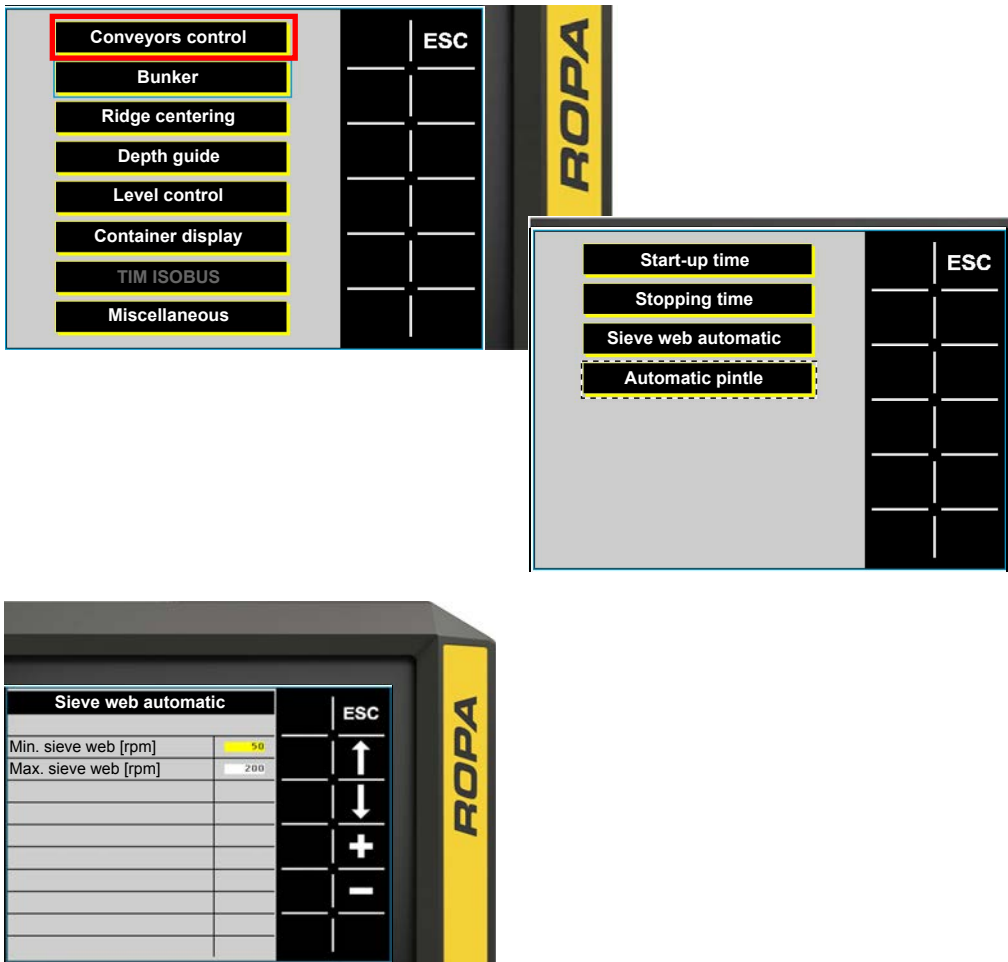 Conveyors control
ESC
Bunker
Ridge centering
Depth guide
Level control
Container display
TIM ISOBUS
Miscellaneous
ROPA
Start-up time
ESC
Stopping time
Sieve web automatic
Automatic pintle
Sieve web automatic
ESC
Min. sieve web [rpm] 50
Max. sieve web [rpm] 200
ROPA